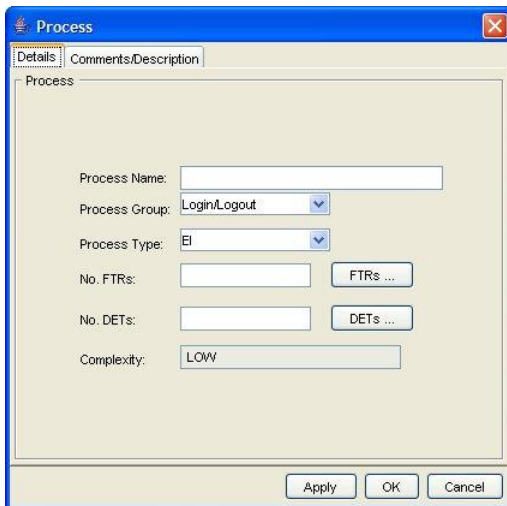 Process
Details Comments/Description
Process
Process Name:
Process Group: Login/Logout
Process Type: EI
No. FTRs: FTRs ...
No. DETs: DETs ...
Complexity: LOW
Apply OK Cancel